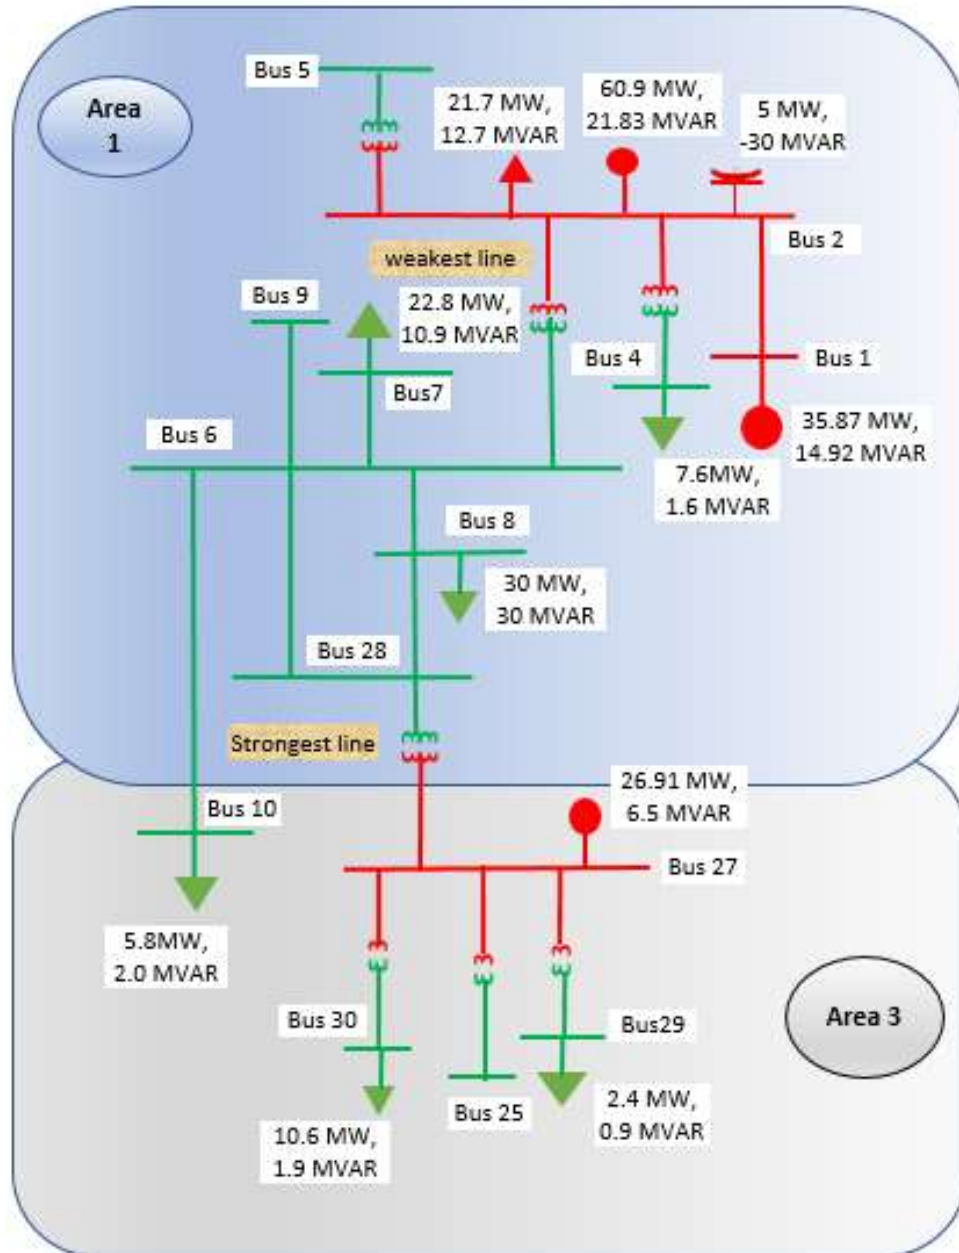 Bus 5
Area
1
21.7 MW,
12.7 MVAR
60.9 MW,
21.83 MVAR
5 MW,
-30 MVAR
Bus 2
weakest line
Bus 9
22.8 MW,
10.9 MVAR
Bus 4
Bus 1
Bus7
35.87 MW,
14.92 MVAR
Bus 6
7.6MW,
1.6 MVAR
Bus 8
30 MW,
30 MVAR
Bus 28
Strongest line
26.91 MW,
6.5 MVAR
Bus 10
Bus 27
5.8MW,
2.0 MVAR
Area 3
Bus 30
Bus29
Bus 25
2.4 MW,
0.9 MVAR
10.6 MW,
1.9 MVAR